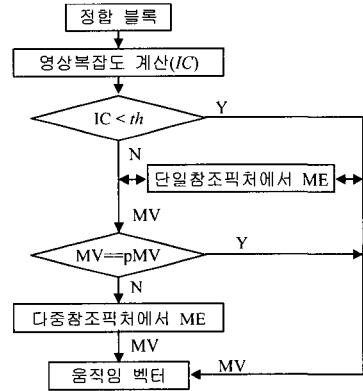 정합 블록
영상복잡도 계산(IC)
IC < th
Y
N
단일참조픽처에서 ME
MV
MV==pMV
Y
N
다중참조픽처에서 ME
MV
움직임 벡터
MV